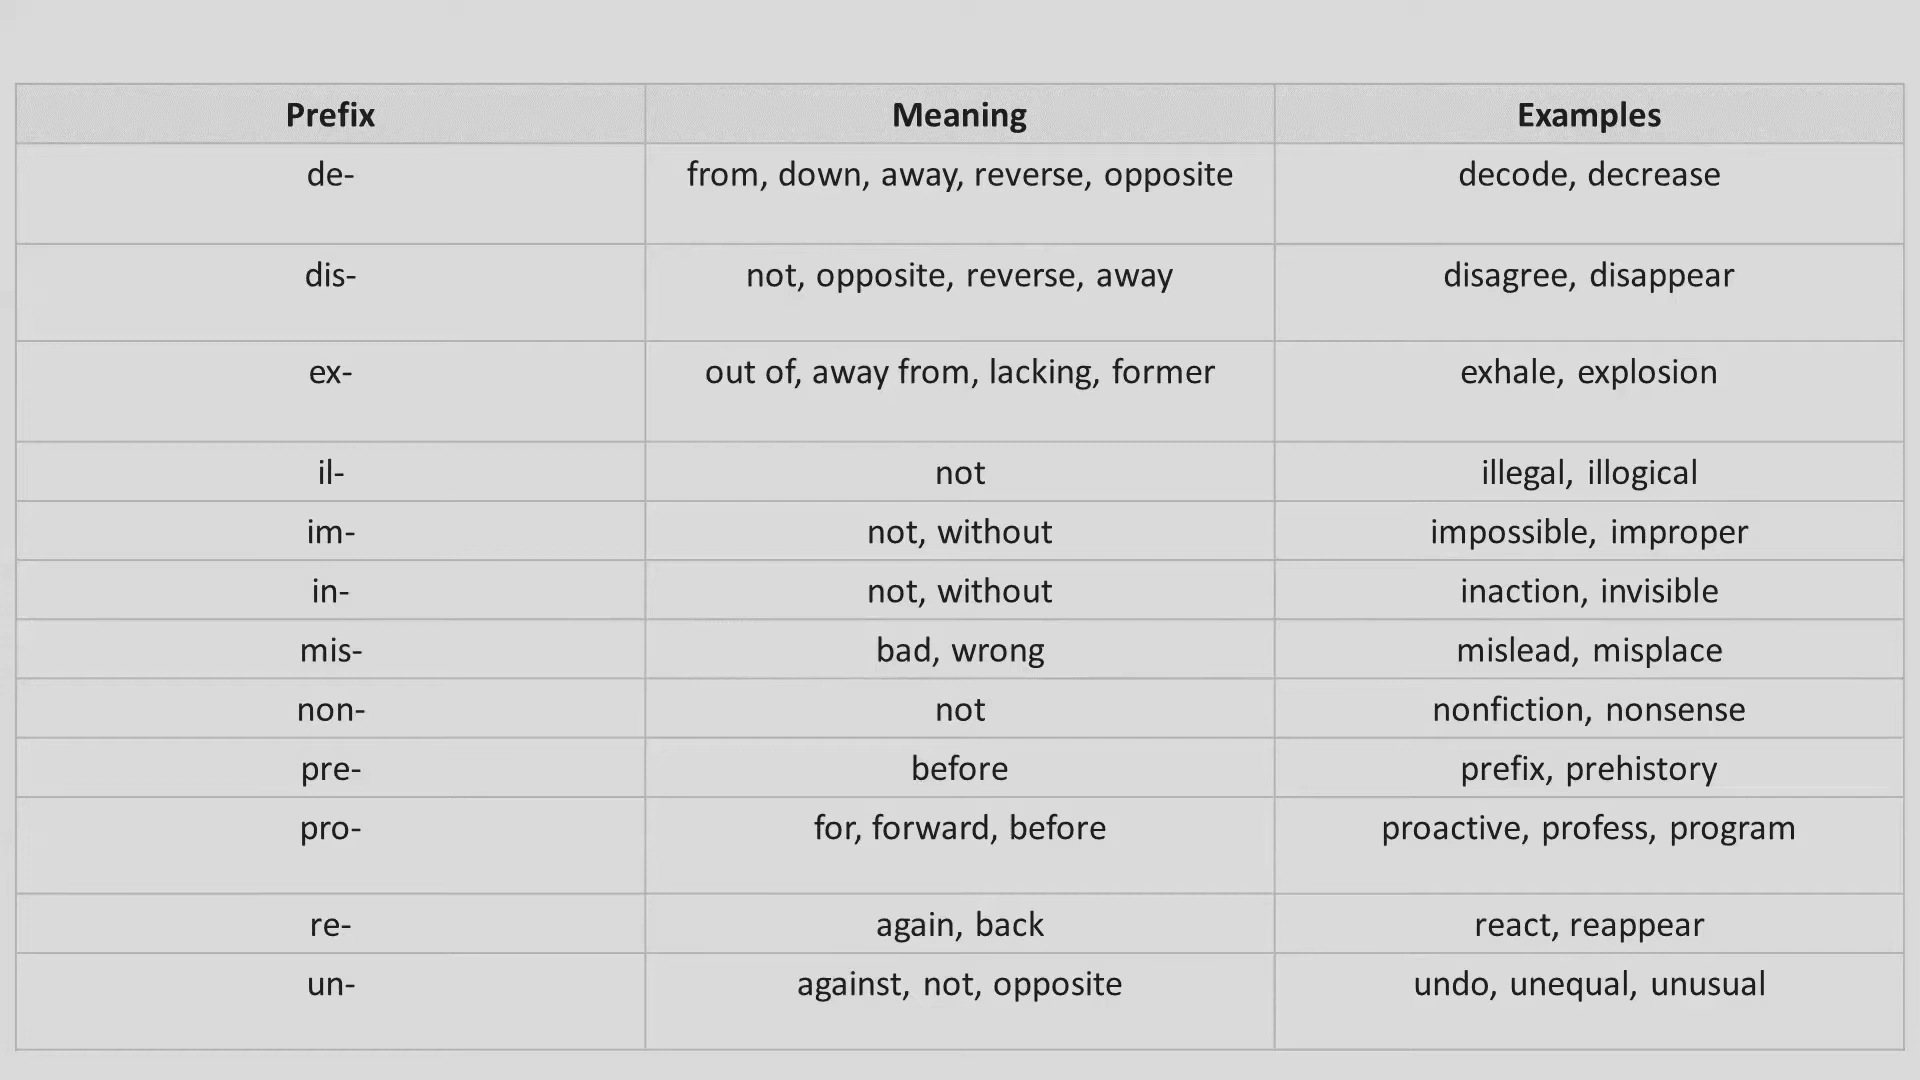 Prefix Meaning Examples
de- from, down, away, reverse, opposite decode, decrease
dis- not, opposite, reverse, away disagree, disappear
ex- out of, away from, lacking, former exhale, explosion
il- not illegal, illogical
im- not, without impossible, improper
in- not, without inaction, invisible
mis- bad, wrong mislead, misplace
non- not nonfiction, nonsense
pre- before prefix, prehistory
pro- for, forward, before proactive, profess, program
re- again, back react, reappear
un- against, not, opposite undo, unequal, unusual